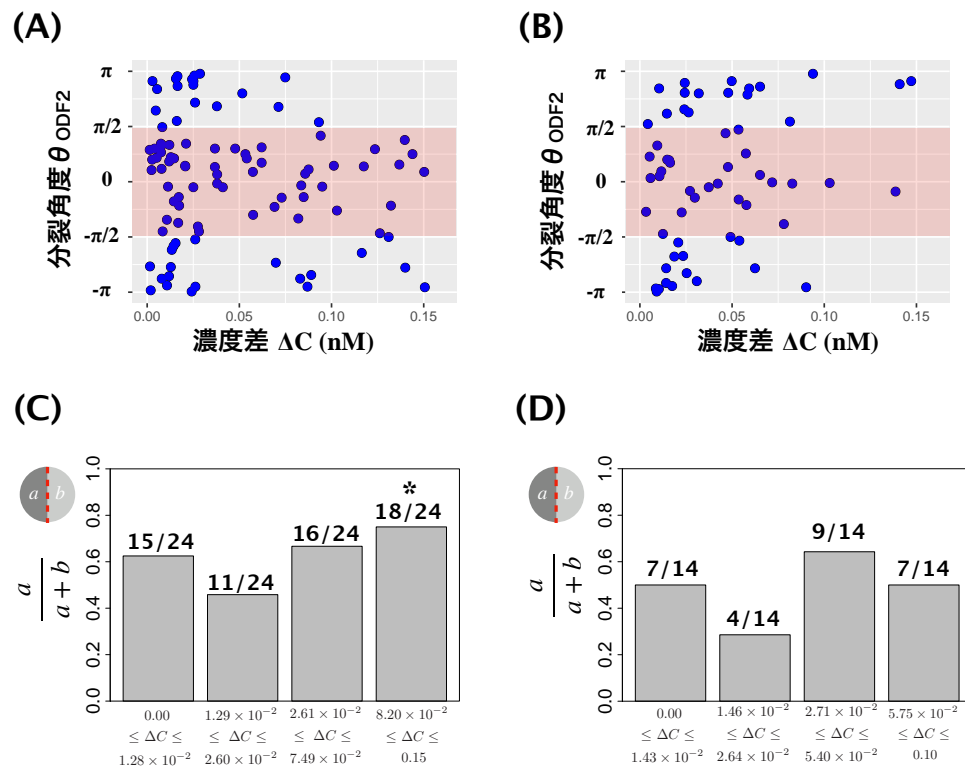 (A)
(B)
分裂角度 θ ODF2
π
π/2
0
-π/2
-π
0.00 0.05 0.10 0.15
濃度差 ΔC (nM)
分裂角度 θ ODF2
π
π/2
0
-π/2
-π
0.00 0.05 0.10 0.15
濃度差 ΔC (nM)
(C)
(D)
a b
a
a + b
1.0
0.8
0.6
0.4
0.2
0.0
15/24
11/24
16/24
*
18/24
0.00 ≤ ΔC ≤ 1.28 × 10⁻²
1.29 × 10⁻² ≤ ΔC ≤ 2.60 × 10⁻²
2.61 × 10⁻² ≤ ΔC ≤ 7.49 × 10⁻²
8.20 × 10⁻² ≤ ΔC ≤ 0.15
a b
a
a + b
1.0
0.8
0.6
0.4
0.2
0.0
7/14
4/14
9/14
7/14
0.00 ≤ ΔC ≤ 1.43 × 10⁻²
1.46 × 10⁻² ≤ ΔC ≤ 2.64 × 10⁻²
2.71 × 10⁻² ≤ ΔC ≤ 5.40 × 10⁻²
5.75 × 10⁻² ≤ ΔC ≤ 0.10